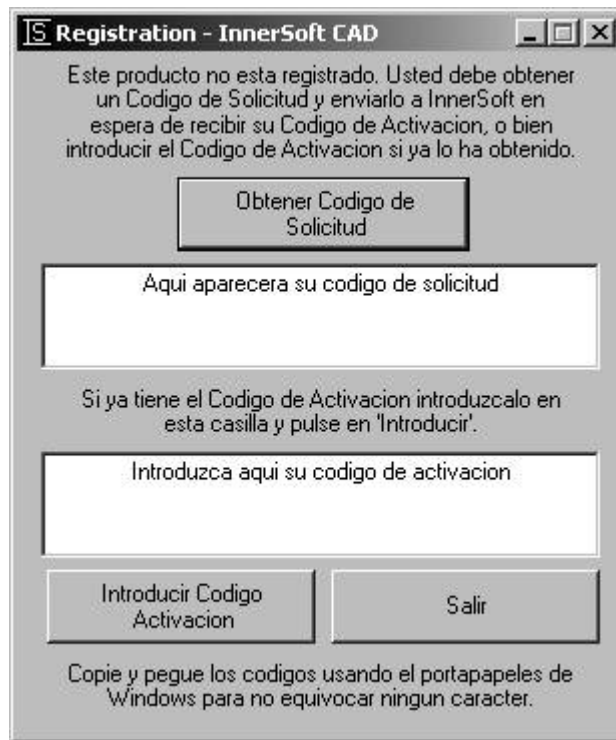 IS Registration - InnerSoft CAD
Este producto no esta registrado. Usted debe obtener
un Codigo de Solicitud y enviarlo a InnerSoft en
espera de recibir su Codigo de Activacion, o bien
introducir el Codigo de Activacion si ya lo ha obtenido.
Obtener Codigo de
Solicitud
Aqui aparecera su codigo de solicitud
Si ya tiene el Codigo de Activacion introduzcalo en
esta casilla y pulse en 'Introducir'.
Introduzca aqui su codigo de activacion
Introducir Codigo
Activacion
Salir
Copie y pegue los codigos usando el portapapeles de
Windows para no equivocar ningun caracter.